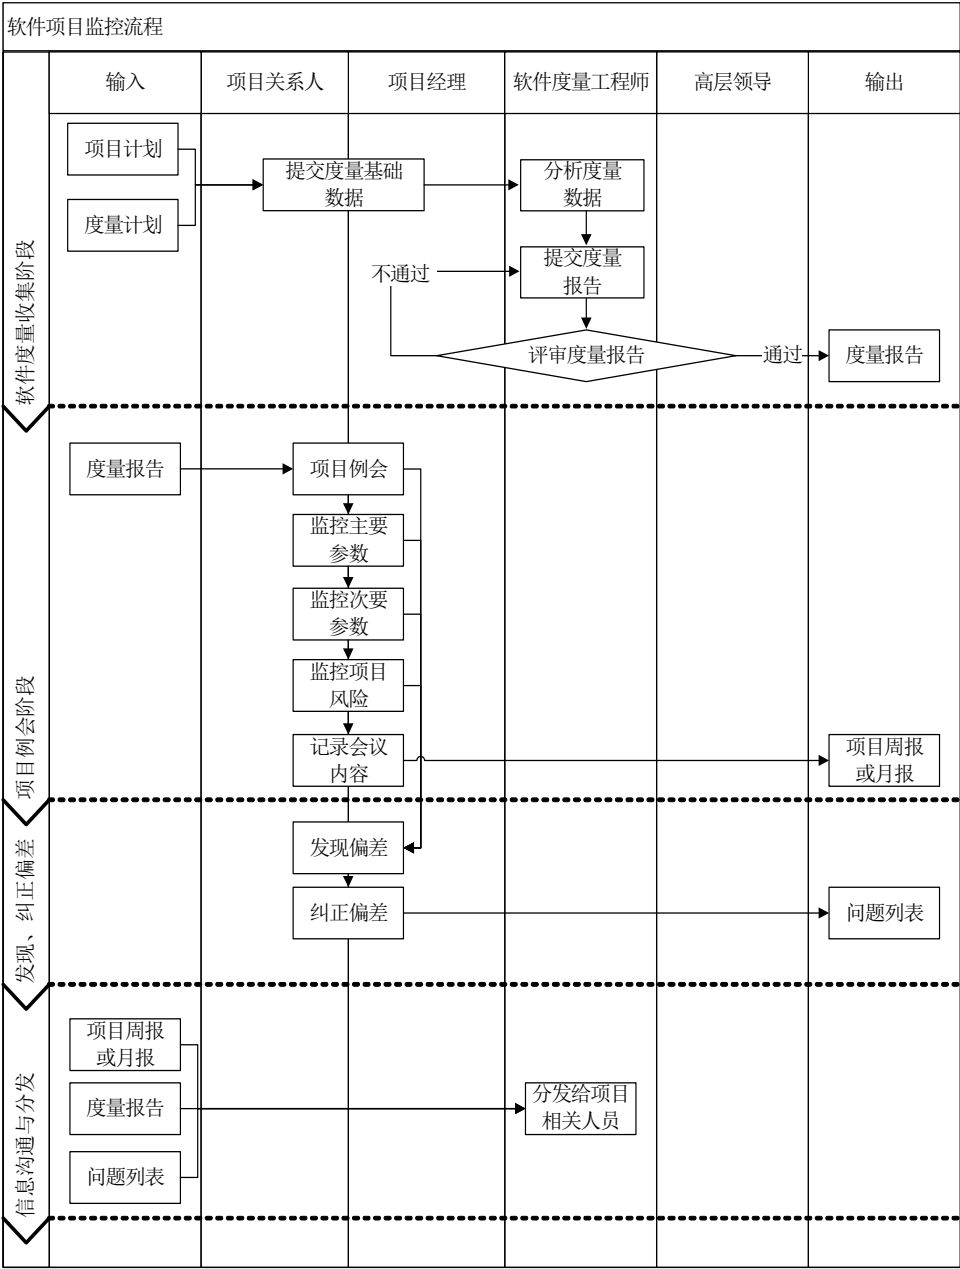 软件项目监控流程
输入
项目关系人
项目经理
软件度量工程师
高层领导
输出
软件度量收集阶段
项目计划
度量计划
提交度量基础
数据
分析度量
数据
提交度量
报告
不通过
评审度量报告
通过
度量报告
项目例会阶段
度量报告
项目例会
监控主要
参数
监控次要
参数
监控项目
风险
记录会议
内容
项目周报
或月报
发现、纠正偏差
发现偏差
纠正偏差
问题列表
信息沟通与分发
项目周报
或月报
度量报告
问题列表
分发给项目
相关人员